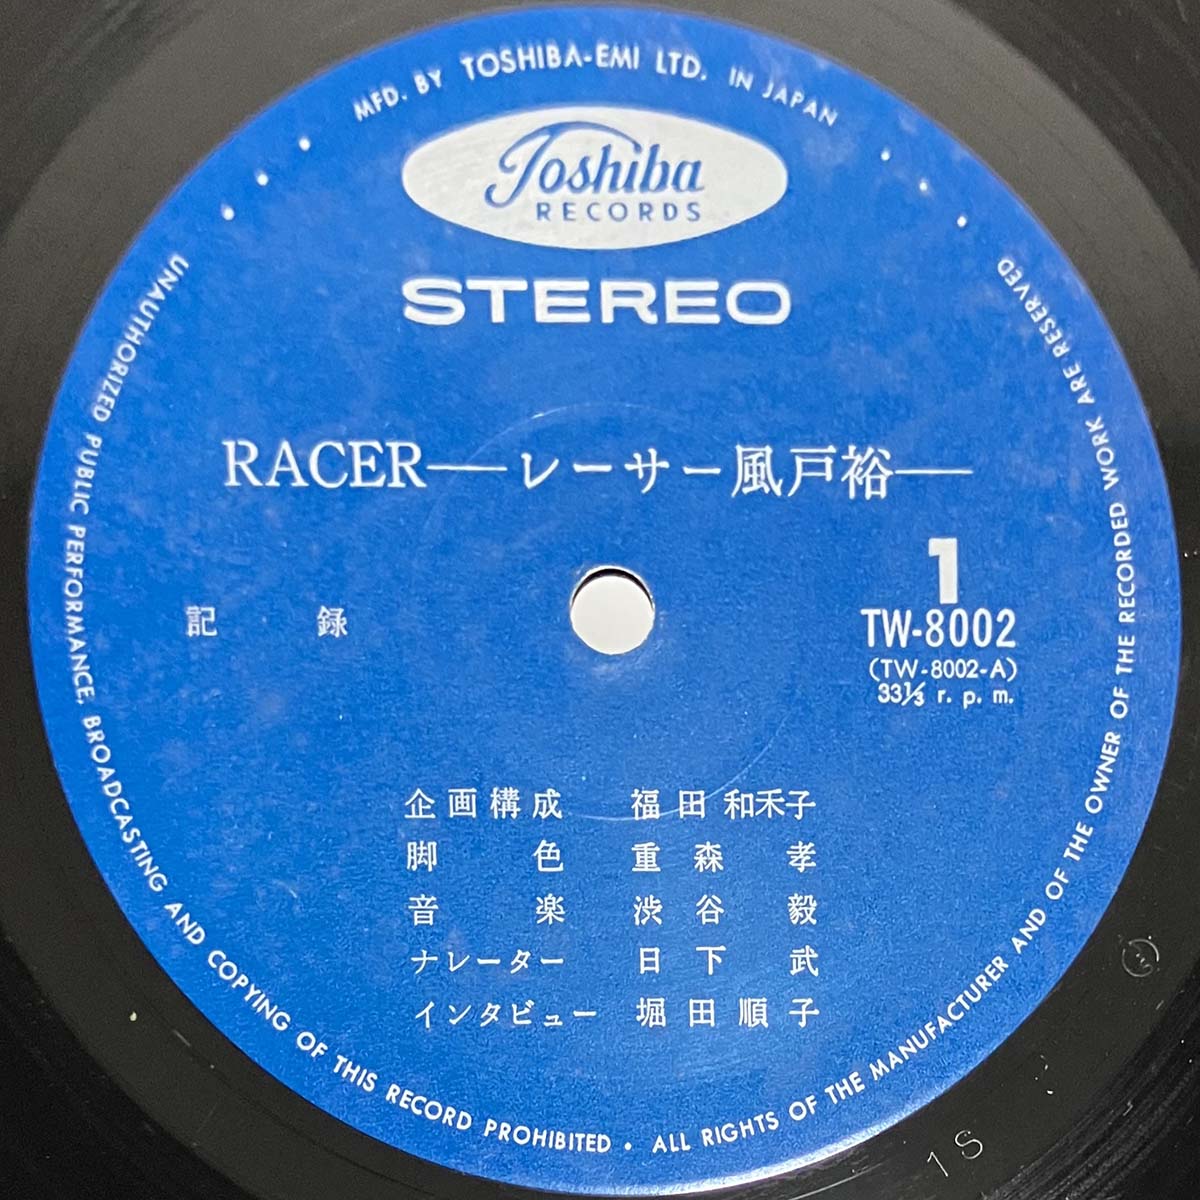 MFD. BY TOSHIBA-EMI LTD. IN JAPAN
Toshiba
RECORDS
STEREO
RACER——レーサー風戸裕——
1
記 録
TW-8002
(TW-8002-A)
33⅓ r. p. m.
企画構成 福田和禾子
脚 色 重森 孝
音 楽 渋谷 毅
ナレーター 日下 武
インタビュー 堀田順子
UNAUTHORIZED PUBLIC PERFORMANCE, BROADCASTING AND COPYING OF THIS RECORD PROHIBITED • ALL RIGHTS OF THE MANUFACTURER AND OF THE OWNER OF THE RECORDED WORK ARE RESERVED
1S